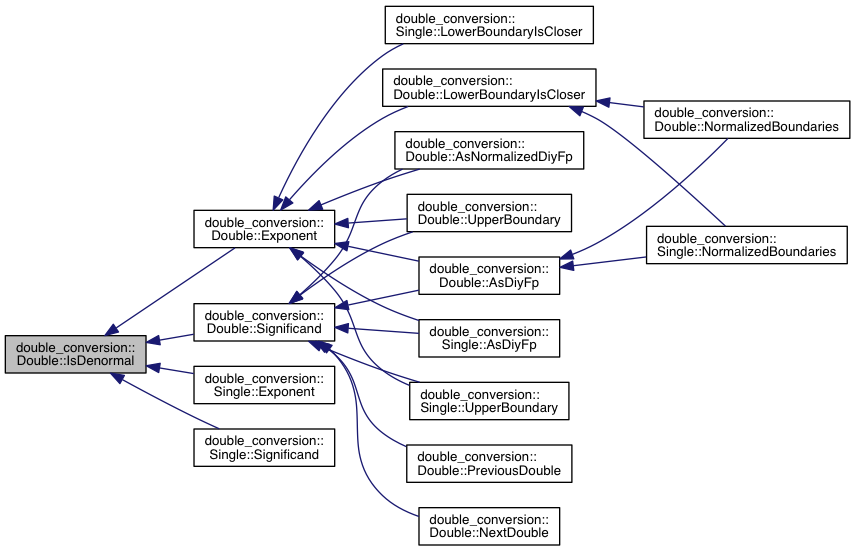 double_conversion::
Single::LowerBoundaryIsCloser
double_conversion::
Double::LowerBoundaryIsCloser
double_conversion::
Double::NormalizedBoundaries
double_conversion::
Double::AsNormalizedDiyFp
double_conversion::
Double::UpperBoundary
double_conversion::
Double::Exponent
double_conversion::
Single::NormalizedBoundaries
double_conversion::
Double::AsDiyFp
double_conversion::
Double::Significand
double_conversion::
Single::AsDiyFp
double_conversion::
Double::IsDenormal
double_conversion::
Single::Exponent
double_conversion::
Single::UpperBoundary
double_conversion::
Single::Significand
double_conversion::
Double::PreviousDouble
double_conversion::
Double::NextDouble